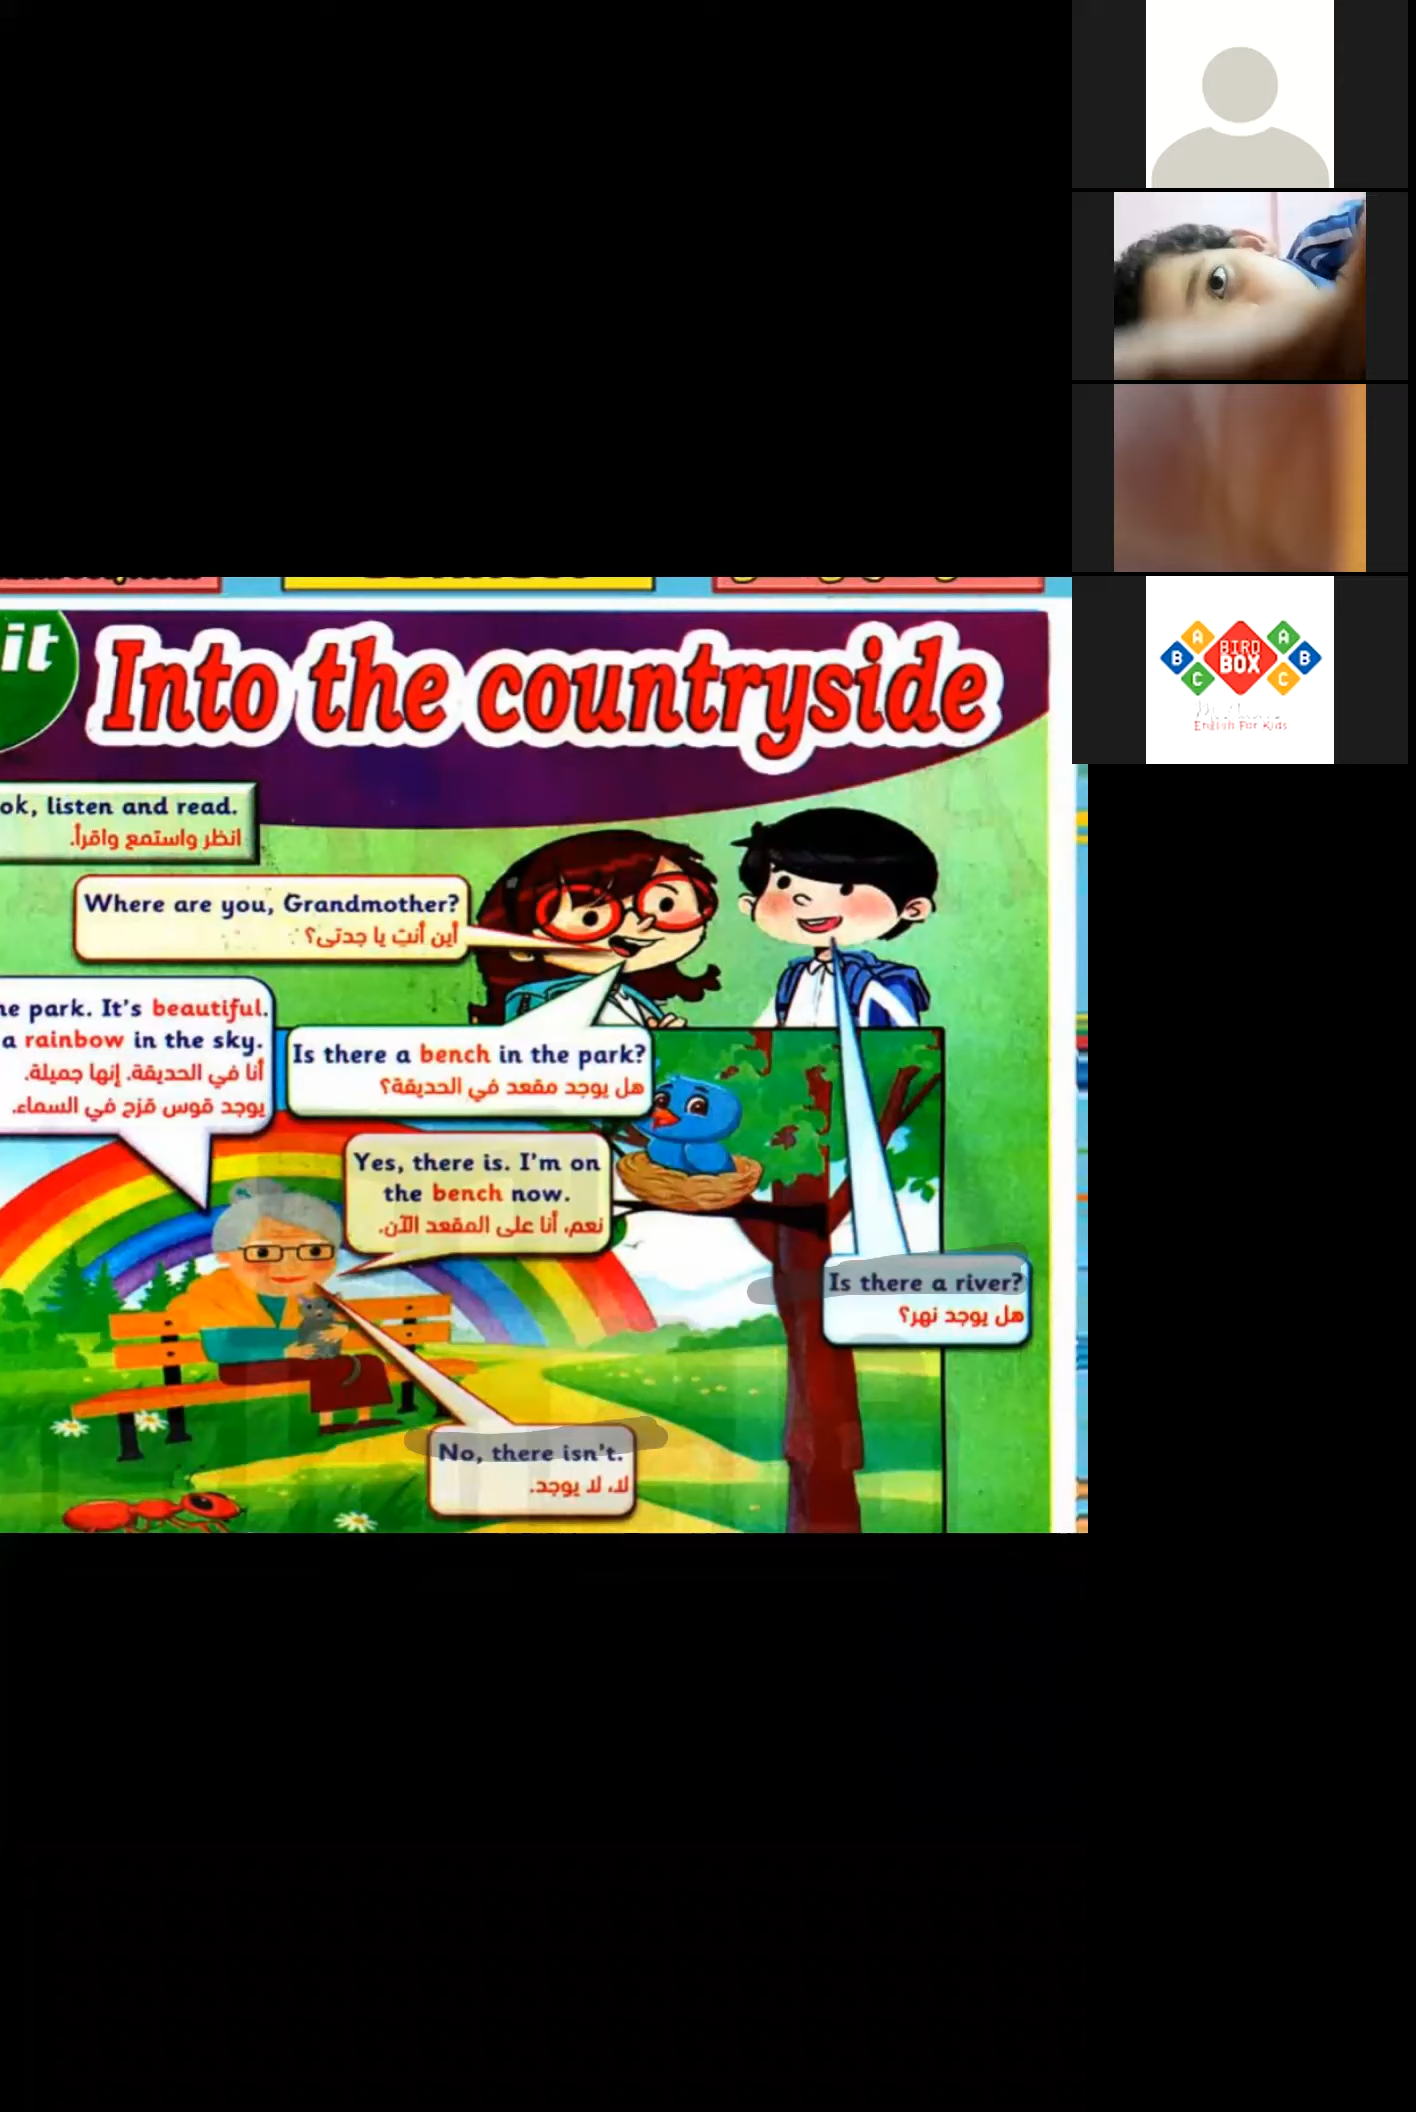 it
Into the countryside
ok, listen and read.
انظر واستمع واقرأ.
Where are you, Grandmother?
أين أنتِ يا جدتى؟
he park. It's beautiful.
a rainbow in the sky.
أنا في الحديقة. إنها جميلة.
يوجد قوس قزح في السماء.
Is there a bench in the park?
هل يوجد مقعد في الحديقة؟
Yes, there is. I'm on
the bench now.
نعم، أنا على المقعد الآن.
Is there a river?
هل يوجد نهر؟
No, there isn't.
لا، لا يوجد.
A
B
C
BIRD
BOX
A
B
C
English For Kids